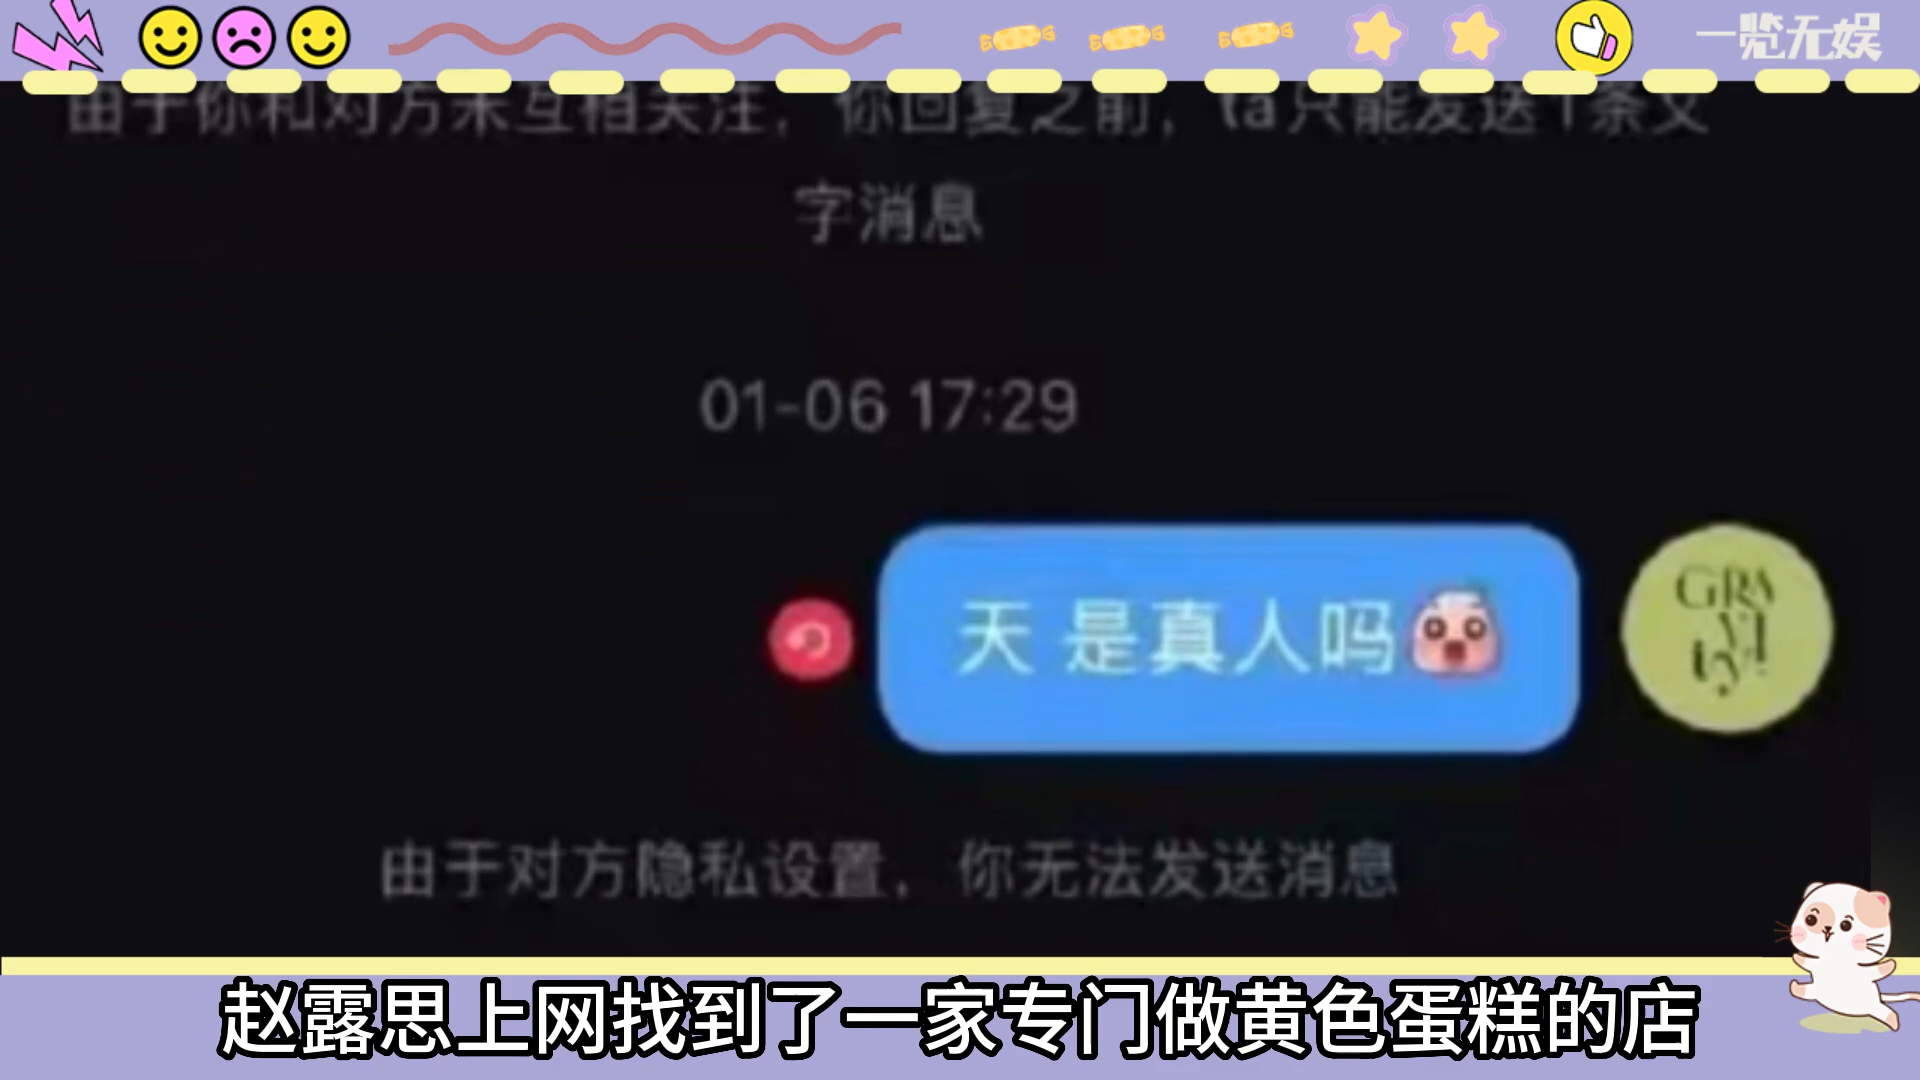 一览无娱
由于你和对方未互相关注，你回复之前，ta只能发送1条文
字消息
01-06 17:29
天 是真人吗
GRA
vi
ty!
由于对方隐私设置，你无法发送消息
赵露思上网找到了一家专门做黄色蛋糕的店